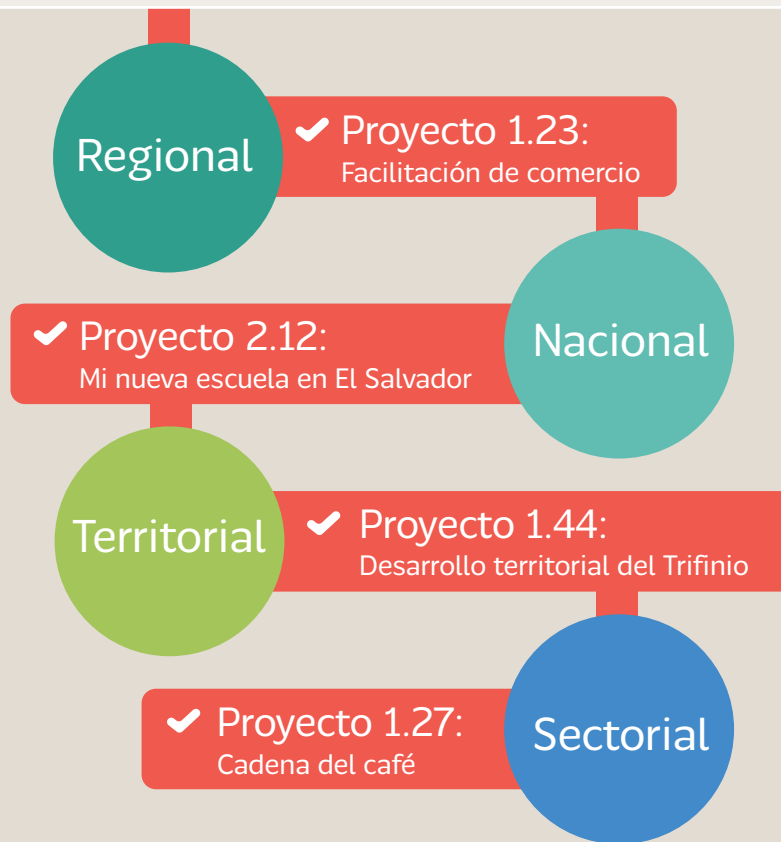 Regional
Proyecto 1.23:
Facilitación de comercio
Proyecto 2.12:
Mi nueva escuela en El Salvador
Nacional
Territorial
Proyecto 1.44:
Desarrollo territorial del Trifinio
Proyecto 1.27:
Cadena del café
Sectorial